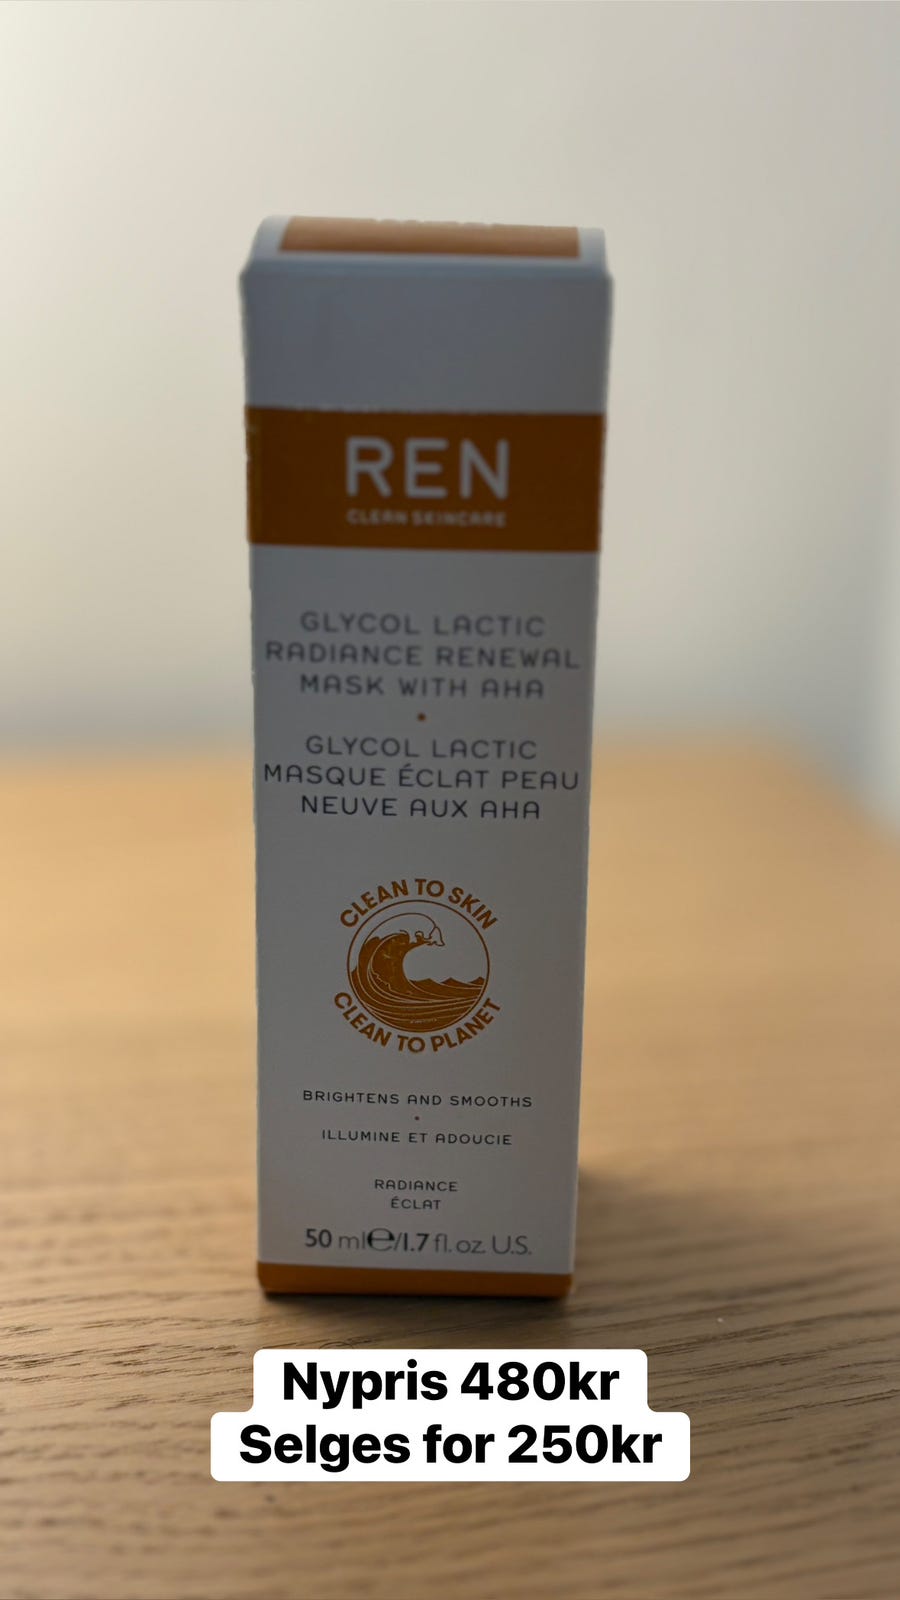 REN
CLEAN SKINCARE
GLYCOL LACTIC
RADIANCE RENEWAL
MASK WITH AHA
GLYCOL LACTIC
MASQUE ÉCLAT PEAU
NEUVE AUX AHA
CLEAN TO SKIN
CLEAN TO PLANET
BRIGHTENS AND SMOOTHS
ILLUMINE ET ADOUCIE
RADIANCE
ÉCLAT
50 ml℮/1.7 fl. oz. U.S.
Nypris 480kr
Selges for 250kr